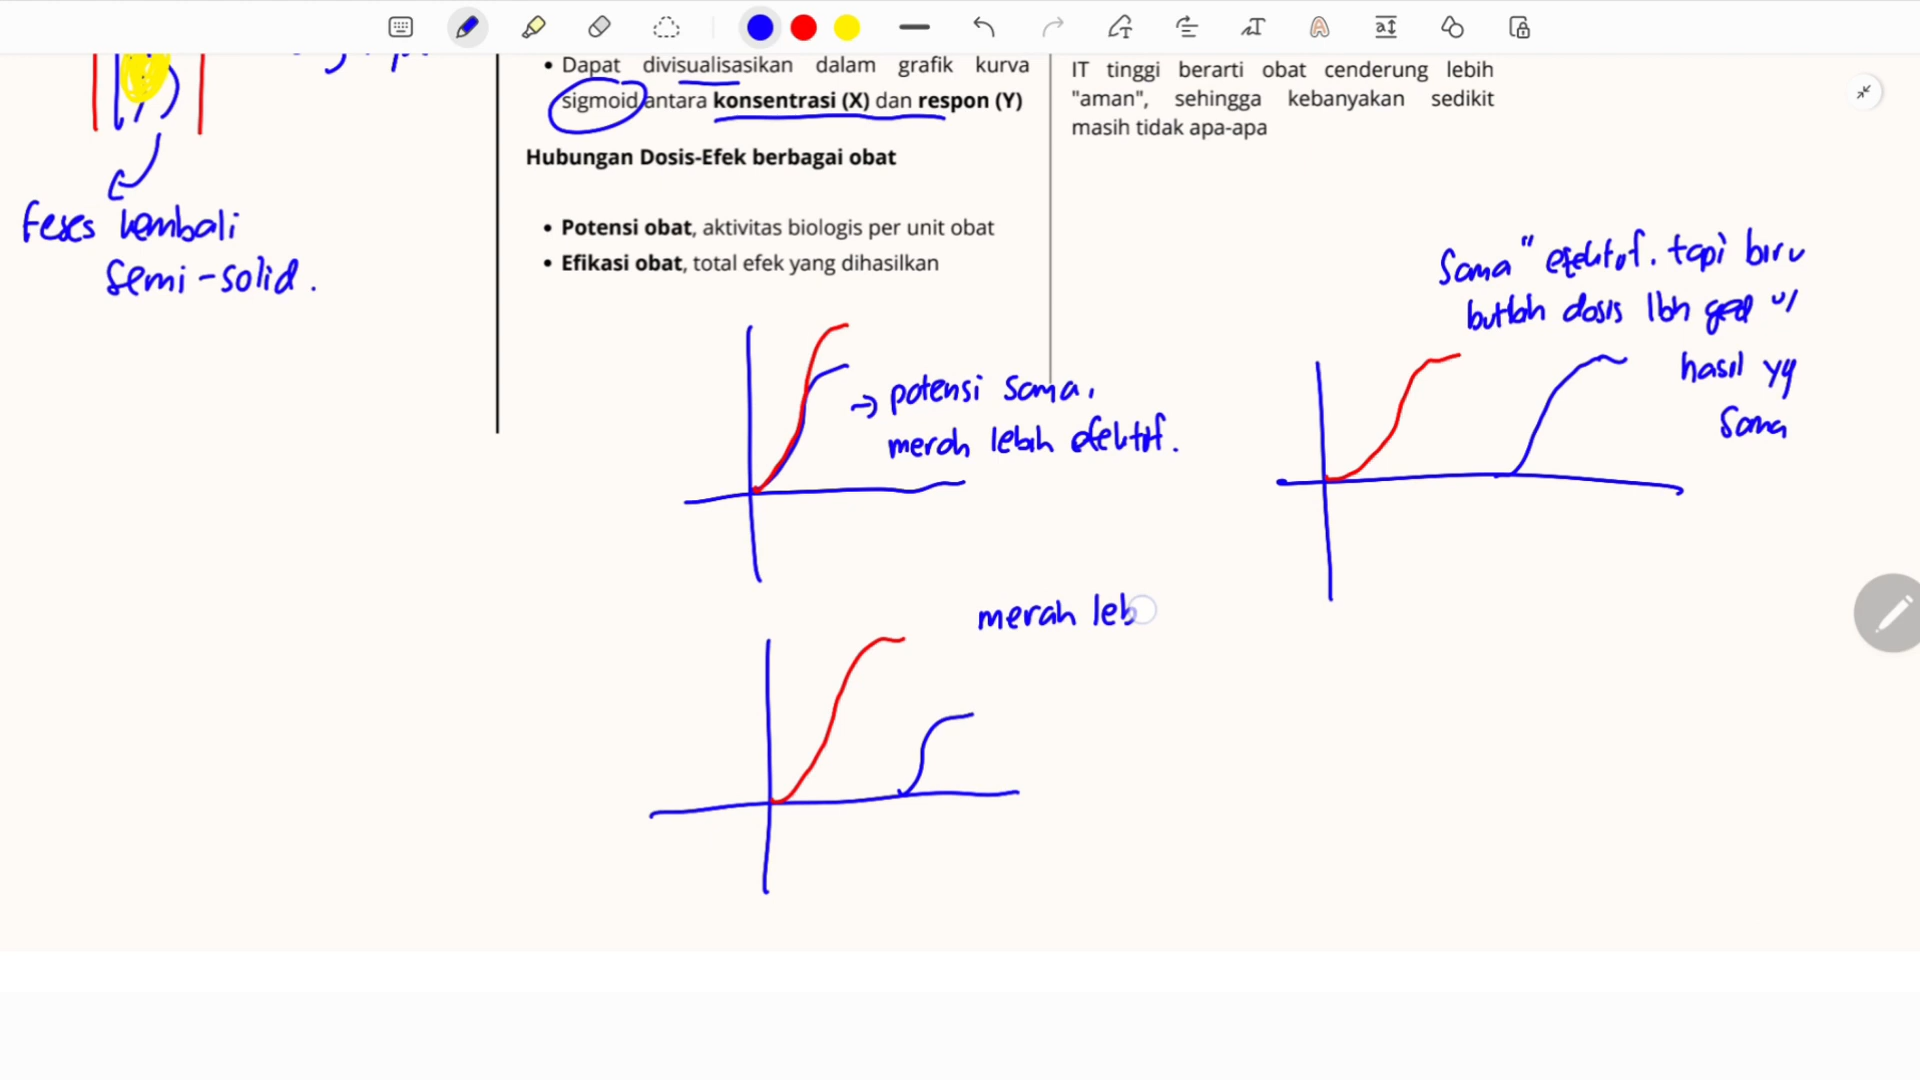 Feses kembali
semi-solid.
• Dapat divisualisasikan dalam grafik kurva
sigmoid antara konsentrasi (X) dan respon (Y)
Hubungan Dosis-Efek berbagai obat
• Potensi obat, aktivitas biologis per unit obat
• Efikasi obat, total efek yang dihasilkan
→ potensi sama,
merah lebih efektif.
merah leb
IT tinggi berarti obat cenderung lebih
"aman", sehingga kebanyakan sedikit
masih tidak apa-apa
Sama" efektif. tapi biru
butuh dosis lbh u/
hasil yg
sama